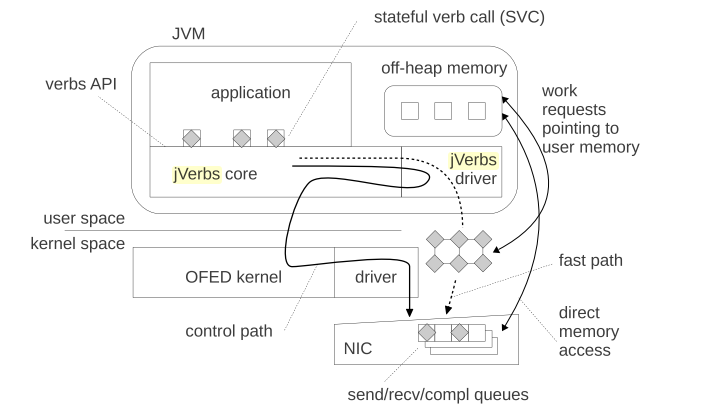 stateful verb call (SVC)
JVM
off-heap memory
verbs API
application
work
requests
pointing to
user memory
jVerbs core
jVerbs
driver
user space
kernel space
fast path
OFED kernel
driver
direct
memory
access
control path
NIC
send/recv/compl queues